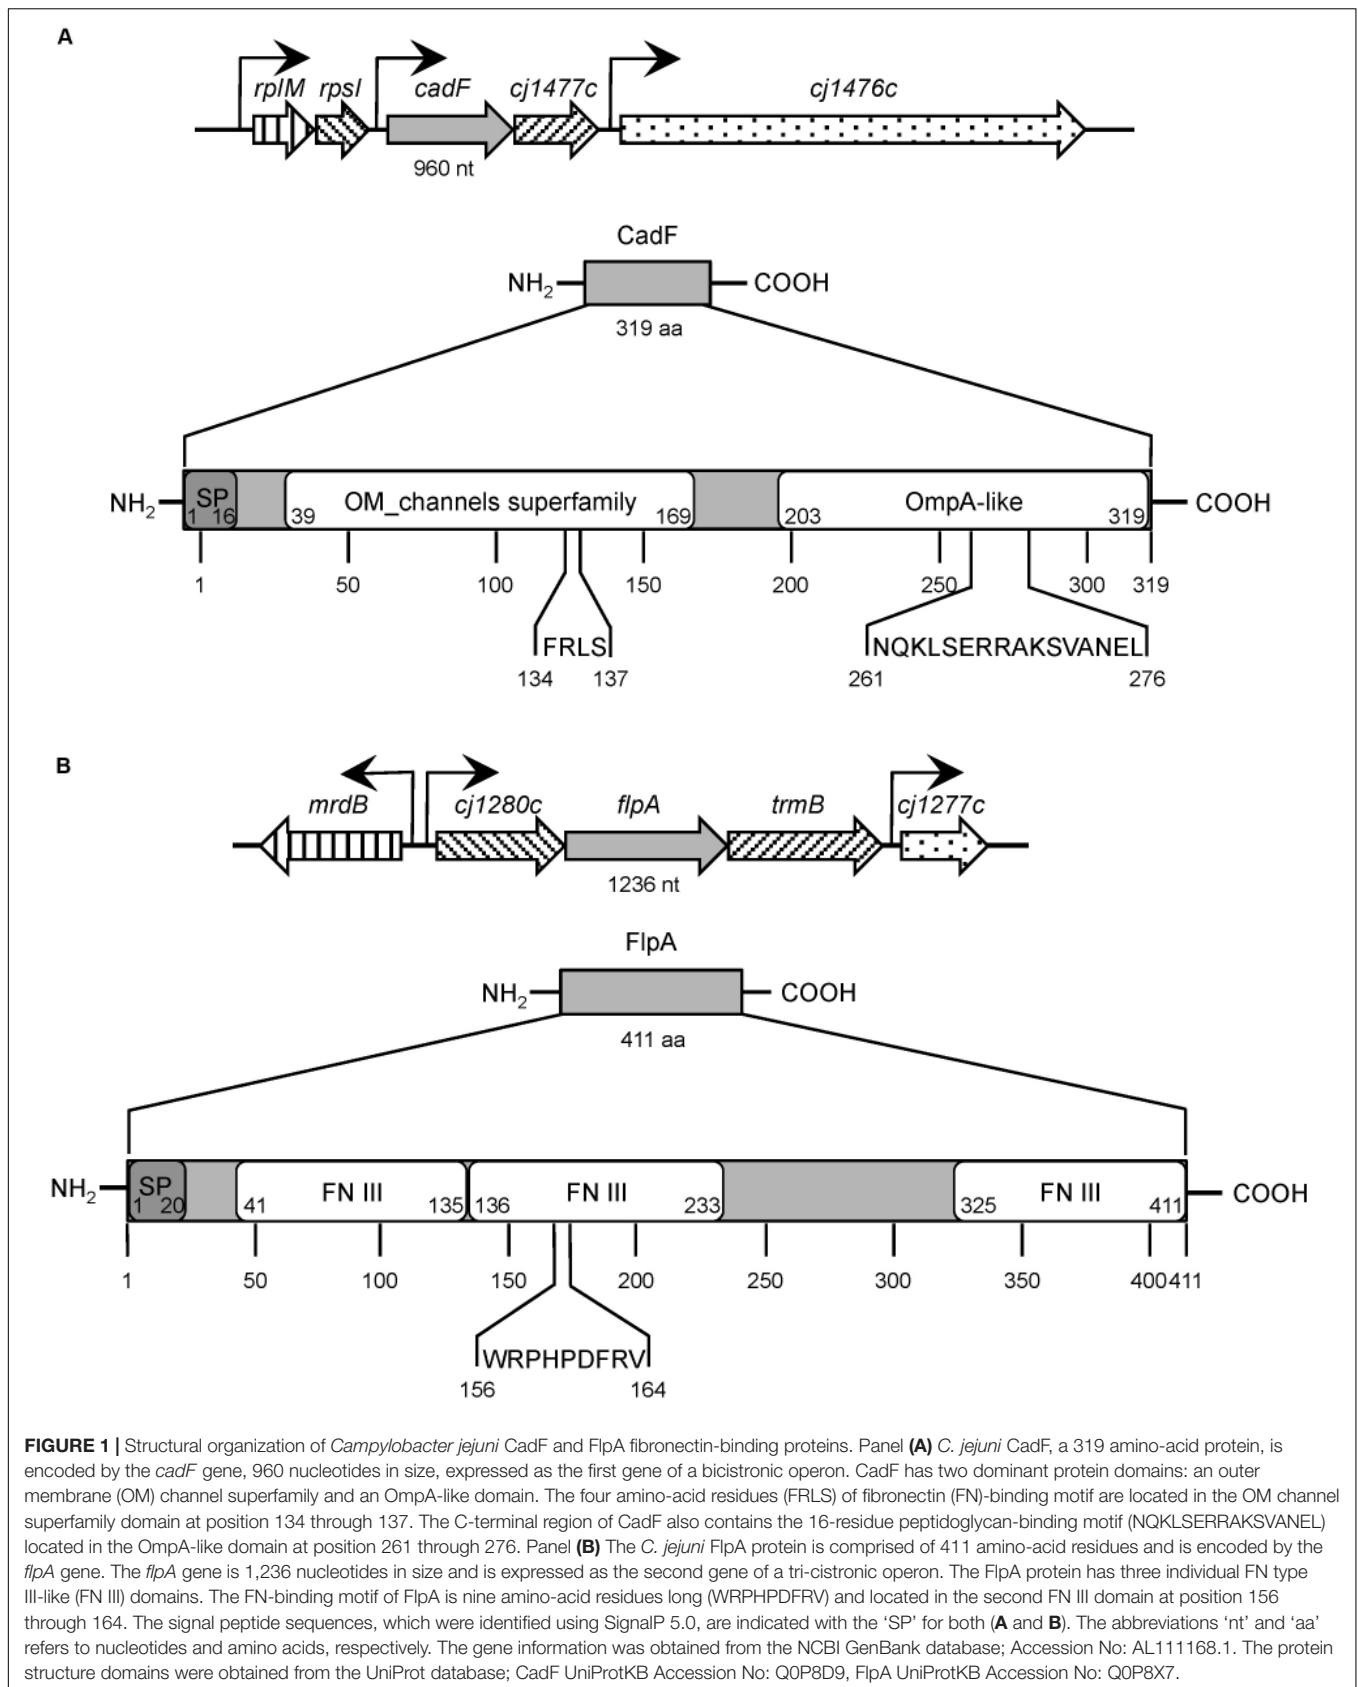 A
rplM rpsI cadF cj1477c cj1476c
960 nt
CadF
NH2 COOH
319 aa
NH2 SP 1 16 39 OM_channels superfamily 169 203 OmpA-like 319 COOH
1 50 100 150 200 250 300 319
FRLS NQKLSERRAKSVANEL
134 137 261 276
B
mrdB cj1280c flpA trmB cj1277c
1236 nt
FlpA
NH2 COOH
411 aa
NH2 SP 1 20 41 FN III 135 136 FN III 233 325 FN III 411 COOH
1 50 100 150 200 250 300 350 400 411
WRPHPDFRV
156 164
FIGURE 1 | Structural organization of Campylobacter jejuni CadF and FlpA fibronectin-binding proteins. Panel (A) C. jejuni CadF, a 319 amino-acid protein, is
encoded by the cadF gene, 960 nucleotides in size, expressed as the first gene of a bicistronic operon. CadF has two dominant protein domains: an outer
membrane (OM) channel superfamily and an OmpA-like domain. The four amino-acid residues (FRLS) of fibronectin (FN)-binding motif are located in the OM channel
superfamily domain at position 134 through 137. The C-terminal region of CadF also contains the 16-residue peptidoglycan-binding motif (NQKLSERRAKSVANEL)
located in the OmpA-like domain at position 261 through 276. Panel (B) The C. jejuni FlpA protein is comprised of 411 amino-acid residues and is encoded by the
flpA gene. The flpA gene is 1,236 nucleotides in size and is expressed as the second gene of a tri-cistronic operon. The FlpA protein has three individual FN type
III-like (FN III) domains. The FN-binding motif of FlpA is nine amino-acid residues long (WRPHPDFRV) and located in the second FN III domain at position 156
through 164. The signal peptide sequences, which were identified using SignalP 5.0, are indicated with the ‘SP’ for both (A and B). The abbreviations ‘nt’ and ‘aa’
refers to nucleotides and amino acids, respectively. The gene information was obtained from the NCBI GenBank database; Accession No: AL111168.1. The protein
structure domains were obtained from the UniProt database; CadF UniProtKB Accession No: Q0P8D9, FlpA UniProtKB Accession No: Q0P8X7.